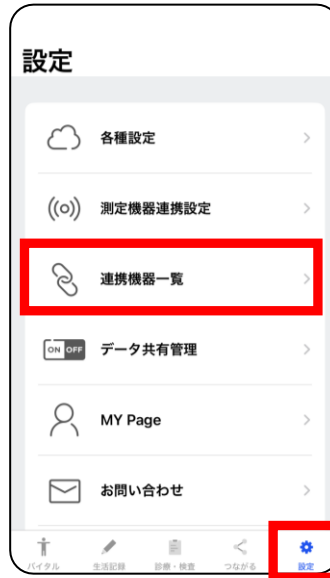 設定
各種設定
測定機器連携設定
連携機器一覧
ON OFF データ共有管理
MY Page
お問い合わせ
バイタル 生活記録 診療・検査 つながる 設定